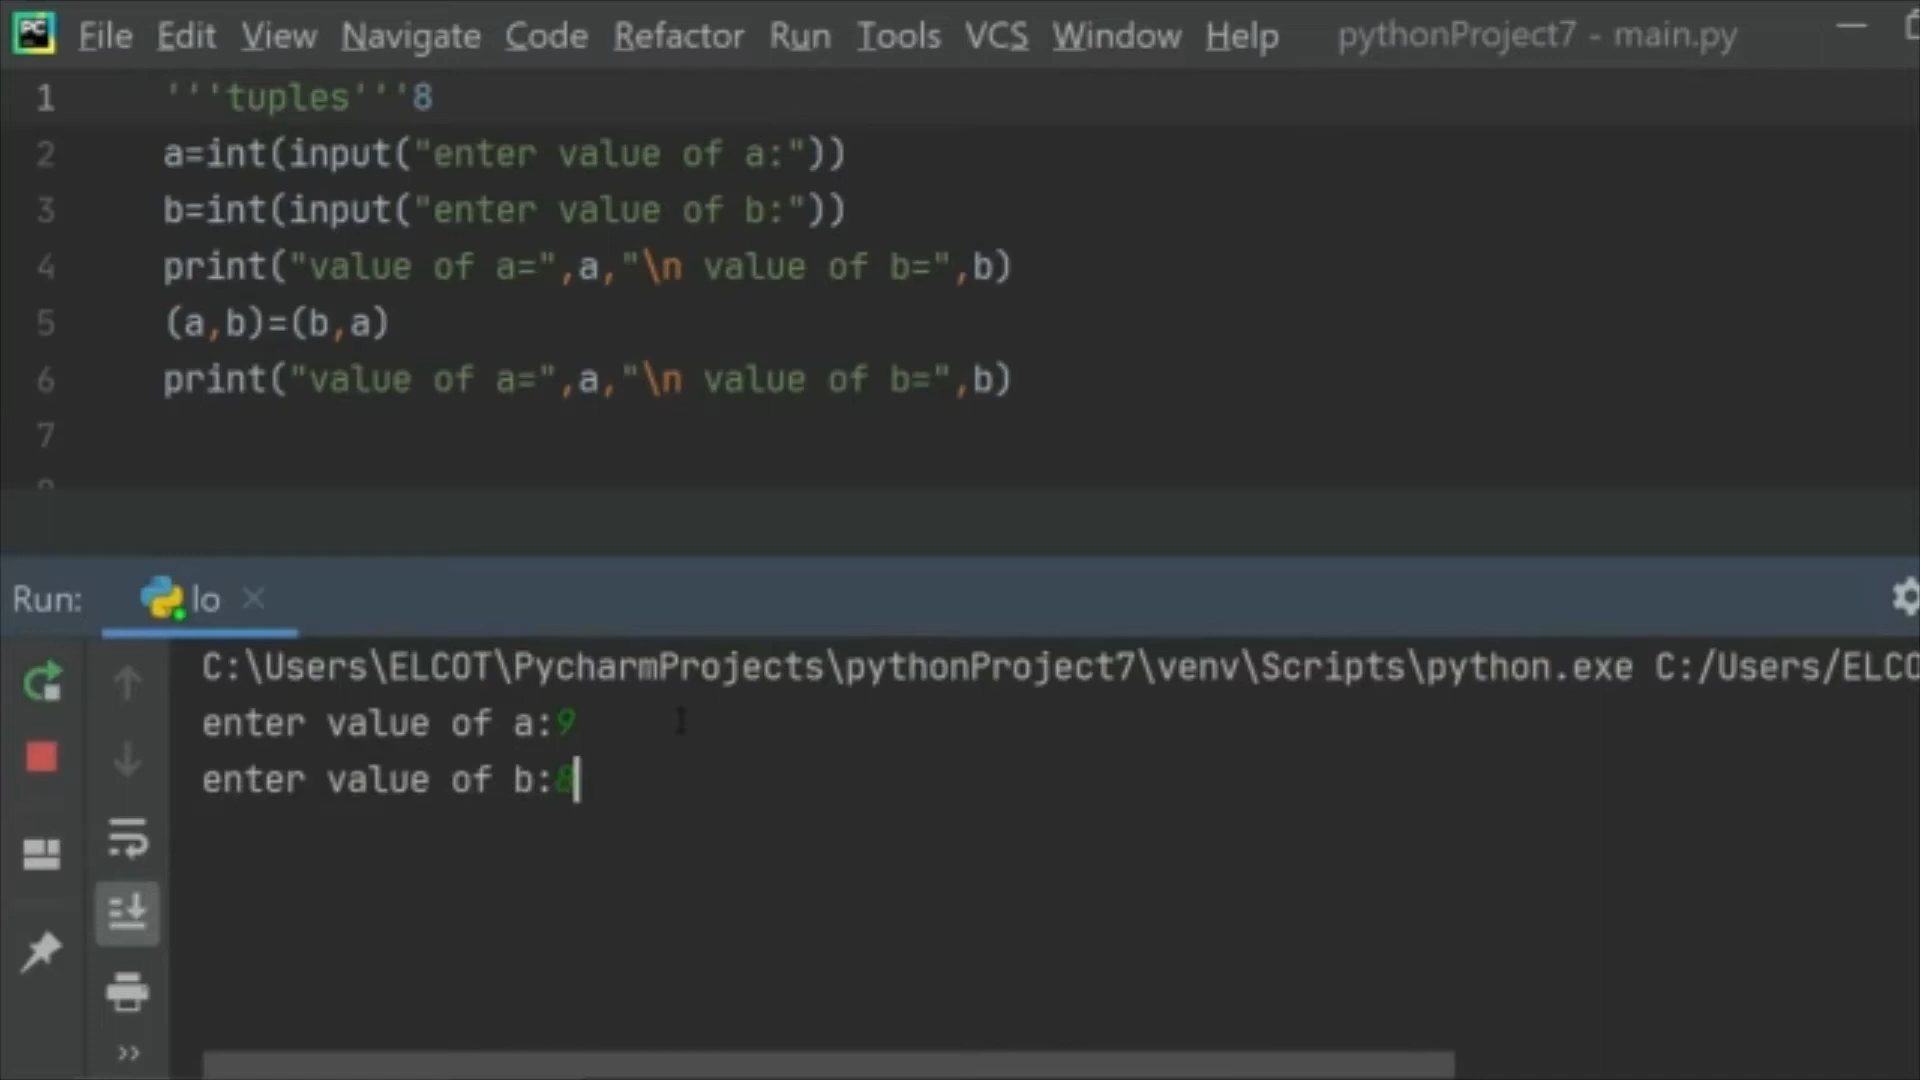 PC File Edit View Navigate Code Refactor Run Tools VCS Window Help pythonProject7 - main.py
1 '''tuples'''8
2 a=int(input("enter value of a:"))
3 b=int(input("enter value of b:"))
4 print("value of a=",a,"\n value of b=",b)
5 (a,b)=(b,a)
6 print("value of a=",a,"\n value of b=",b)
7
Run: lo
C:\Users\ELCOT\PycharmProjects\pythonProject7\venv\Scripts\python.exe C:/Users/ELCO
enter value of a:9
enter value of b:8